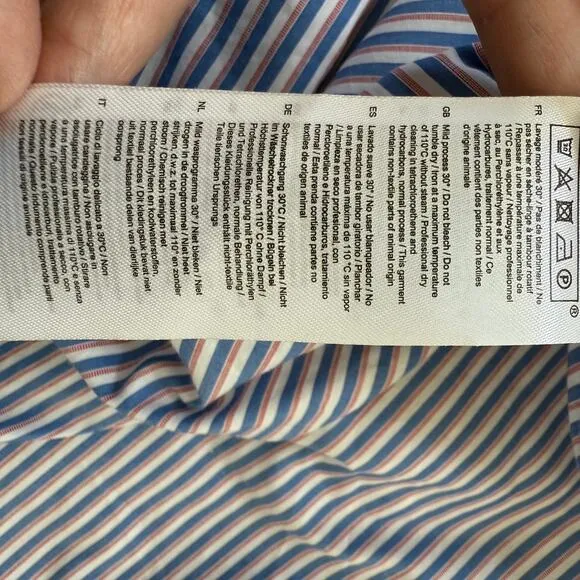 ®
P
FR
Lavage modéré 30° / Pas de blanchiment / Ne
pas sécher en sèche-linge à tambour rotatif
/ Repasser à une température maximale de
110°C sans vapeur / Nettoyage professionnel
à sec, au Perchloréthylène et aux
Hydrocarbures, traitement normal / Ce
vêtement contient des parties non textiles
d'origine animale
GB
Mild process 30° / Do not bleach / Do not
tumble dry / Iron at a maximum temperature
of 110°C without steam / Professional dry
cleaning in tetrachloroethene and
hydrocarbons, normal process / This garment
contains non-textile parts of animal origin
ES
Lavado suave 30° / No usar blanqueador / No
usar secadora de tambor giratorio / Planchar
a una temperatura máxima de 110 °C sin vapor
/ Limpieza en seco profesional, con
Percloroetileno e hidrocarburos, tratamiento
normal / Esta prenda contiene partes no
textiles de origen animal
DE
Schonwaschgang 30°C / Nicht bleichen / Nicht
im Wäschetrockner trocknen / Bügeln bei
Höchsttemperatur von 110° C ohne Dampf /
Professionelle Reinigung mit Perchlorathylen
und Testbenzinen, normale Behandlung /
Dieses Kleidungsstück enthält nicht-textile
Teile tierischen Ursprungs
NL
Mild wasprogramma 30° / Niet bleken / Niet
drogen in de droogtrommel / Niet heet
strijken, d.w.z. tot maximaal 110° en zonder
stoom / Chemisch reinigen met
perchlorethyleen en koolwaterstoffen,
normaal proces / Dit kledingstuk bevat niet
uit textiel bestaande delen van dierlijke
oorsprong
IT
Ciclo di lavaggio delicato a 30°C / Non
usare candeggina / Non asciugare in
asciugatrice con tamburo rotativo / Stirare
a una temperatura massima di 110°C e senza
vapore / Pulizia professionale a secco, con
e idrocarburi, trattamento
normale / Questo indumento comprende parti
non tessili di origine animale